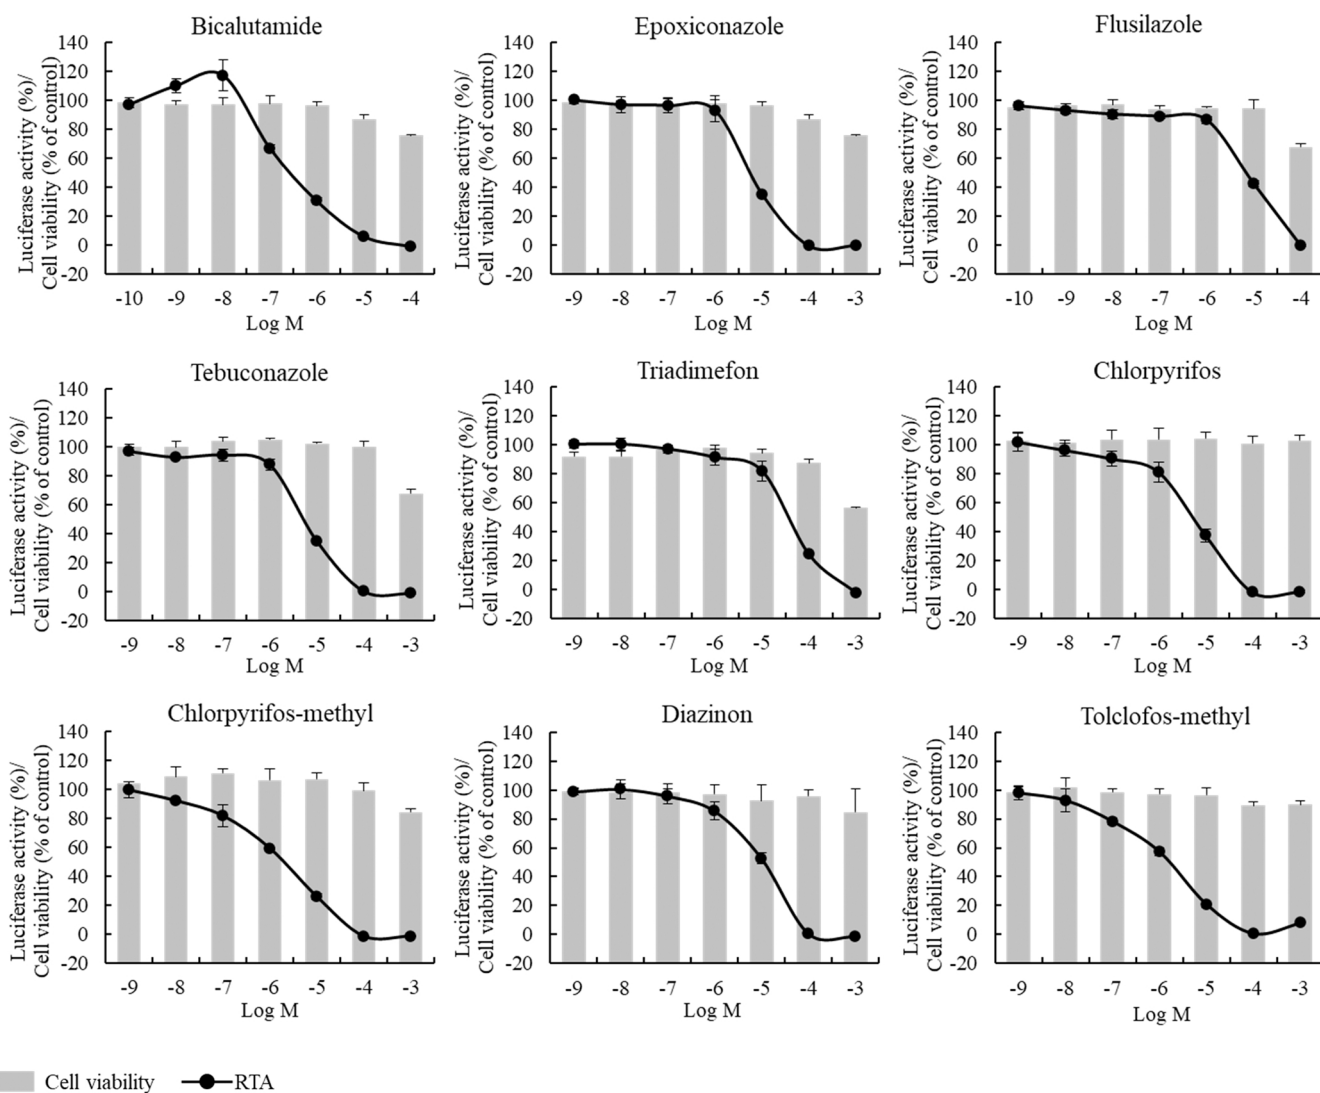 Bicalutamide
Luciferase activity (%)/
Cell viability (% of control)
140
120
100
80
60
40
20
0
-20
-10 -9 -8 -7 -6 -5 -4
Log M
Epoxiconazole
Luciferase activity (%)/
Cell viability (% of control)
140
120
100
80
60
40
20
0
-20
-9 -8 -7 -6 -5 -4 -3
Log M
Flusilazole
Luciferase activity (%)/
Cell viability (% of control)
140
120
100
80
60
40
20
0
-20
-10 -9 -8 -7 -6 -5 -4
Log M
Tebuconazole
Luciferase activity (%)/
Cell viability (% of control)
140
120
100
80
60
40
20
0
-20
-9 -8 -7 -6 -5 -4 -3
Log M
Triadimefon
Luciferase activity (%)/
Cell viability (% of control)
140
120
100
80
60
40
20
0
-20
-9 -8 -7 -6 -5 -4 -3
Log M
Chlorpyrifos
Luciferase activity (%)/
Cell viability (% of control)
140
120
100
80
60
40
20
0
-20
-9 -8 -7 -6 -5 -4 -3
Log M
Chlorpyrifos-methyl
Luciferase activity (%)/
Cell viability (% of control)
140
120
100
80
60
40
20
0
-20
-9 -8 -7 -6 -5 -4 -3
Log M
Diazinon
Luciferase activity (%)/
Cell viability (% of control)
140
120
100
80
60
40
20
0
-20
-9 -8 -7 -6 -5 -4 -3
Log M
Tolclofos-methyl
Luciferase activity (%)/
Cell viability (% of control)
140
120
100
80
60
40
20
0
-20
-9 -8 -7 -6 -5 -4 -3
Log M
Cell viability RTA